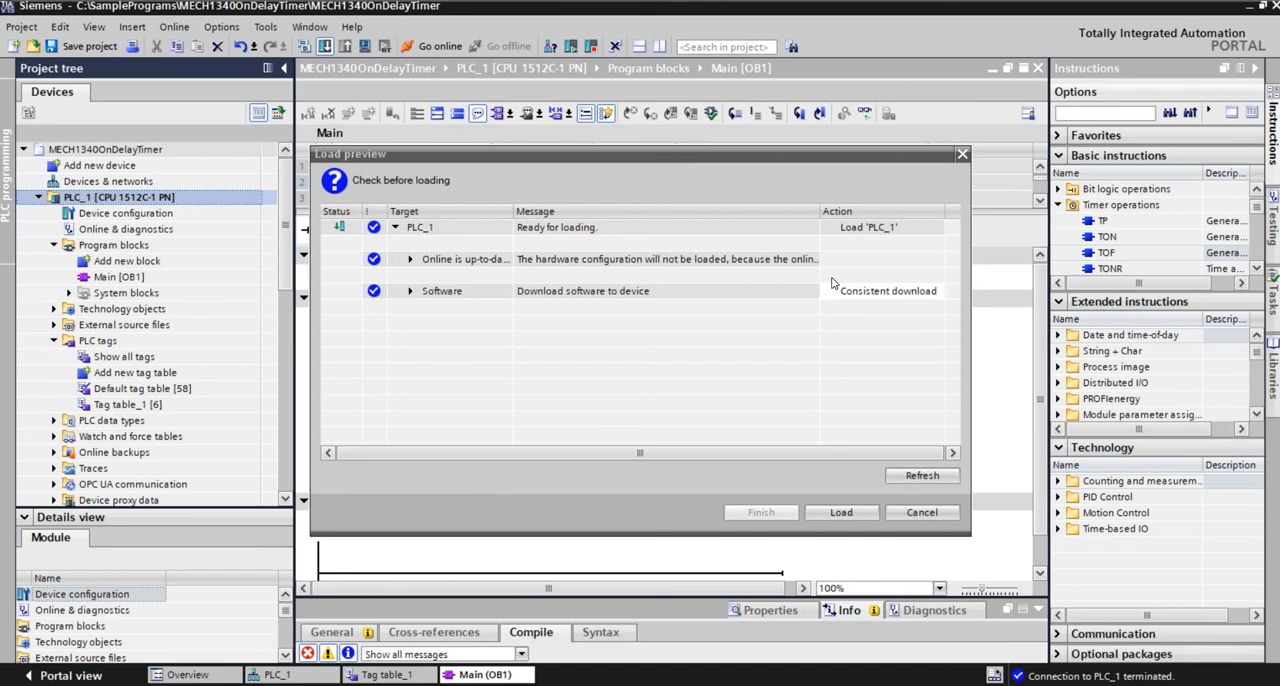 Siemens - C:\SamplePrograms\MECH1340OnDelayTimer\MECH1340OnDelayTimer
Project Edit View Insert Online Options Tools Window Help
Totally Integrated Automation
PORTAL
Save project
Go online
Go offline
<Search in project>
Project tree
MECH1340OnDelayTimer PLC_1 [CPU 1512C-1 PN] Program blocks Main [OB1]
Instructions
Devices
Options
PLC programming
Main
1
2
3
MECH1340OnDelayTimer
Add new device
Devices & networks
PLC_1 [CPU 1512C-1 PN]
Device configuration
Online & diagnostics
Program blocks
Add new block
Main [OB1]
System blocks
Technology objects
External source files
PLC tags
Show all tags
Add new tag table
Default tag table [58]
Tag table_1 [6]
PLC data types
Watch and force tables
Online backups
Traces
OPC UA communication
Device proxy data
Details view
Module
Name
Device configuration
Online & diagnostics
Program blocks
Technology objects
External source files
Load preview
? Check before loading
Status ! Target Message Action
PLC_1 Ready for loading. Load 'PLC_1'
Online is up-to-da... The hardware configuration will not be loaded, because the onlin..
Software Download software to device Consistent download
Refresh
Finish Load Cancel
100%
Properties Info Diagnostics
General Cross-references Compile Syntax
Show all messages
Favorites
Basic instructions
Name Descrip...
Bit logic operations
Timer operations
TP Genera...
TON Genera...
TOF Genera...
TONR Time a...
Extended instructions
Name Descrip...
Date and time-of-day
String + Char
Process image
Distributed I/O
PROFIenergy
Module parameter assig...
Technology
Name Description
Counting and measurem...
PID Control
Motion Control
Time-based IO
Communication
Optional packages
Instructions
Testing
Tasks
Libraries
Portal view
Overview
PLC_1
Tag table_1
Main (OB1)
Connection to PLC_1 terminated.